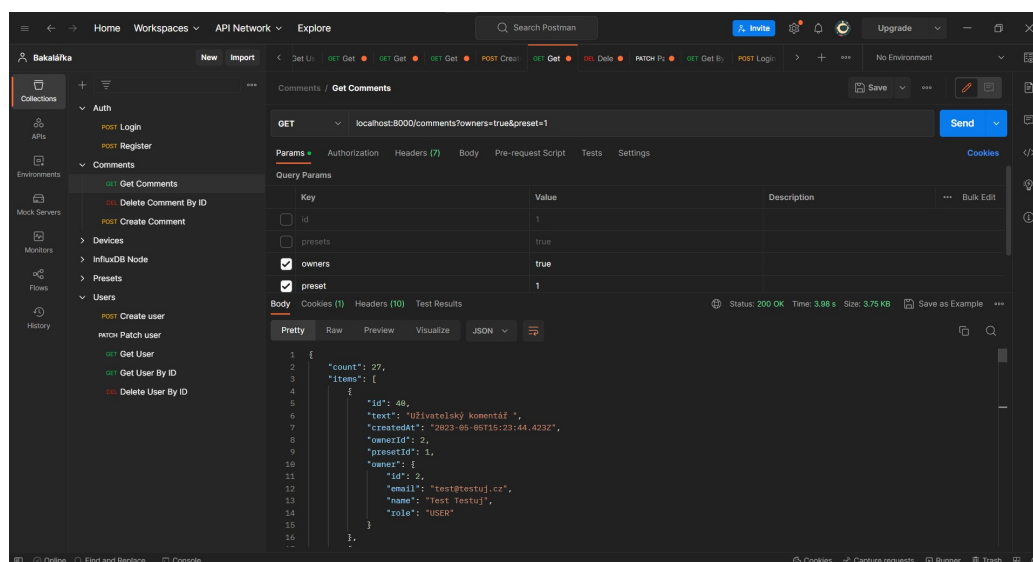 Home Workspaces API Network Explore Search Postman Invite Upgrade
Bakalářka New Import GET Get GET Get GET Get POST Creat GET Get DEL Dele PATCH Pa GET Get By POST Login No Environment
Collections
APIs
Environments
Mock Servers
Monitors
Flows
History
Auth
POST Login
POST Register
Comments
GET Get Comments
DEL Delete Comment By ID
POST Create Comment
Devices
InfluxDB Node
Presets
Users
POST Create user
PATCH Patch user
GET Get User
GET Get User By ID
DEL Delete User By ID
Comments / Get Comments Save
GET localhost:8000/comments?owners=true&preset=1 Send
Params Authorization Headers (7) Body Pre-request Script Tests Settings Cookies
Query Params
Key Value Description Bulk Edit
id 1
presets true
owners true
preset 1
Body Cookies (1) Headers (10) Test Results Status: 200 OK Time: 3.98 s Size: 3.75 KB Save as Example
Pretty Raw Preview Visualize JSON
1 {
2 "count": 27,
3 "items": [
4 {
5 "id": 40,
6 "text": "Uživatelský komentář ",
7 "createdAt": "2023-05-05T15:23:44.423Z",
8 "ownerId": 2,
9 "presetId": 1,
10 "owner": {
11 "id": 2,
12 "email": "test@testuj.cz",
13 "name": "Test Testuj",
14 "role": "USER"
15 }
16 },
Online Find and Replace Console Cookies Capture requests Runner Trash